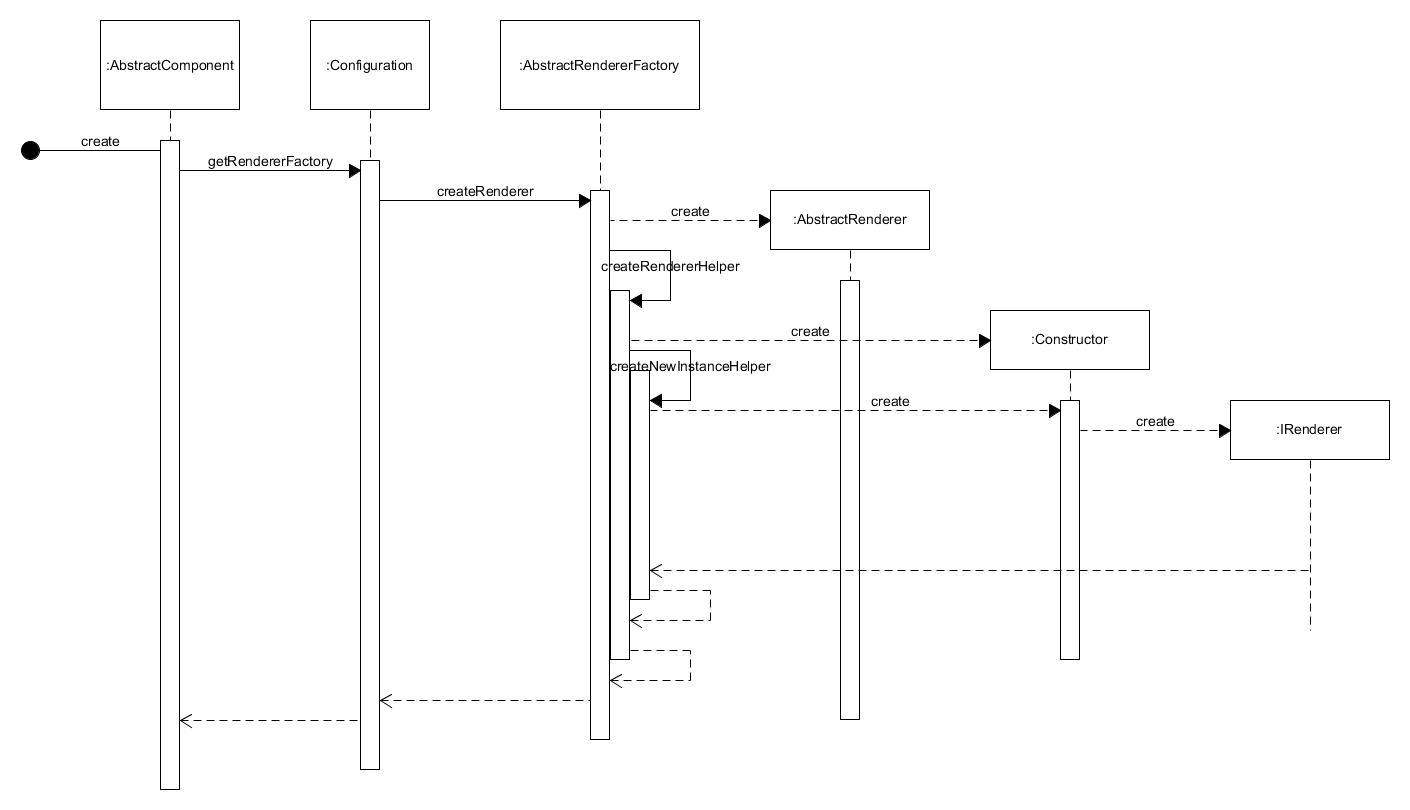 :AbstractComponent
:Configuration
:AbstractRendererFactory
create
getRendererFactory
createRenderer
create
:AbstractRenderer
createRendererHelper
create
:Constructor
createNewInstanceHelper
create
create
:IRenderer